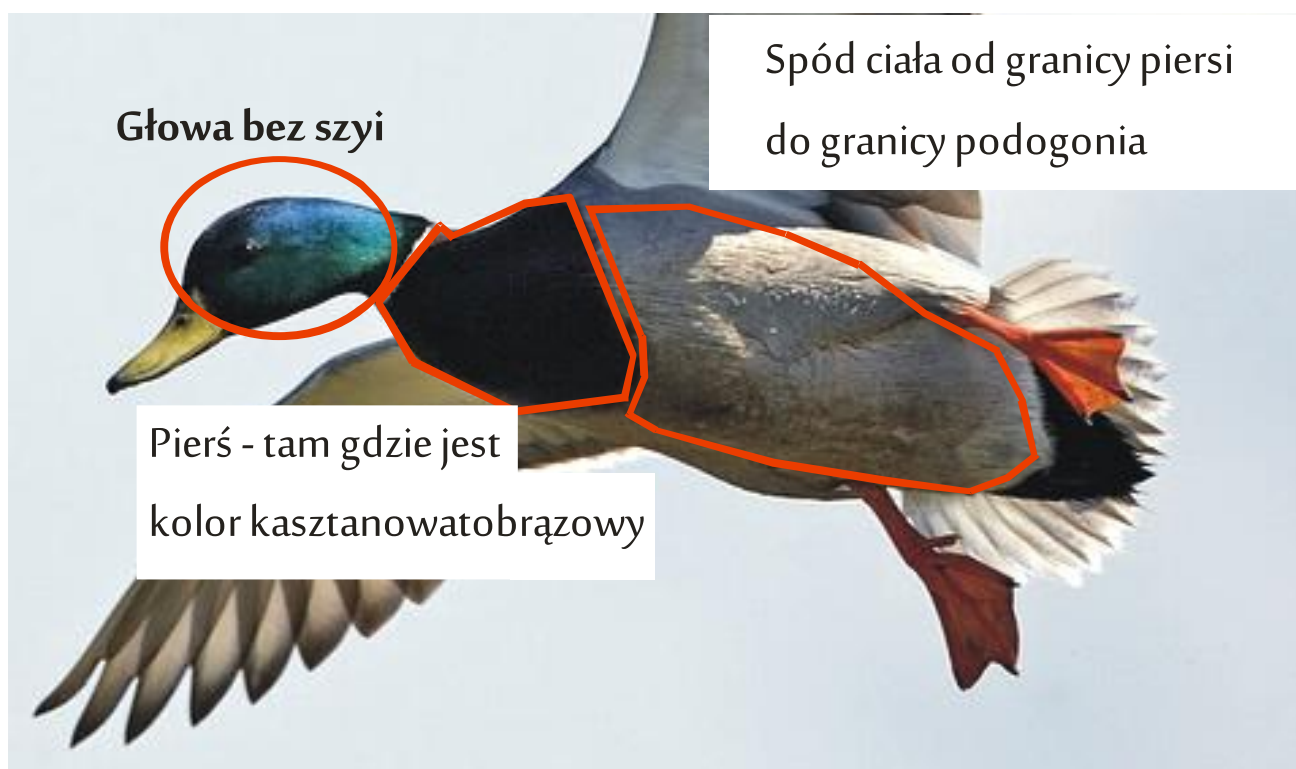 Spód ciała od granicy piersi
do granicy podogonia
Głowa bez szyi
Pierś - tam gdzie jest
kolor kasztanowatobrązowy